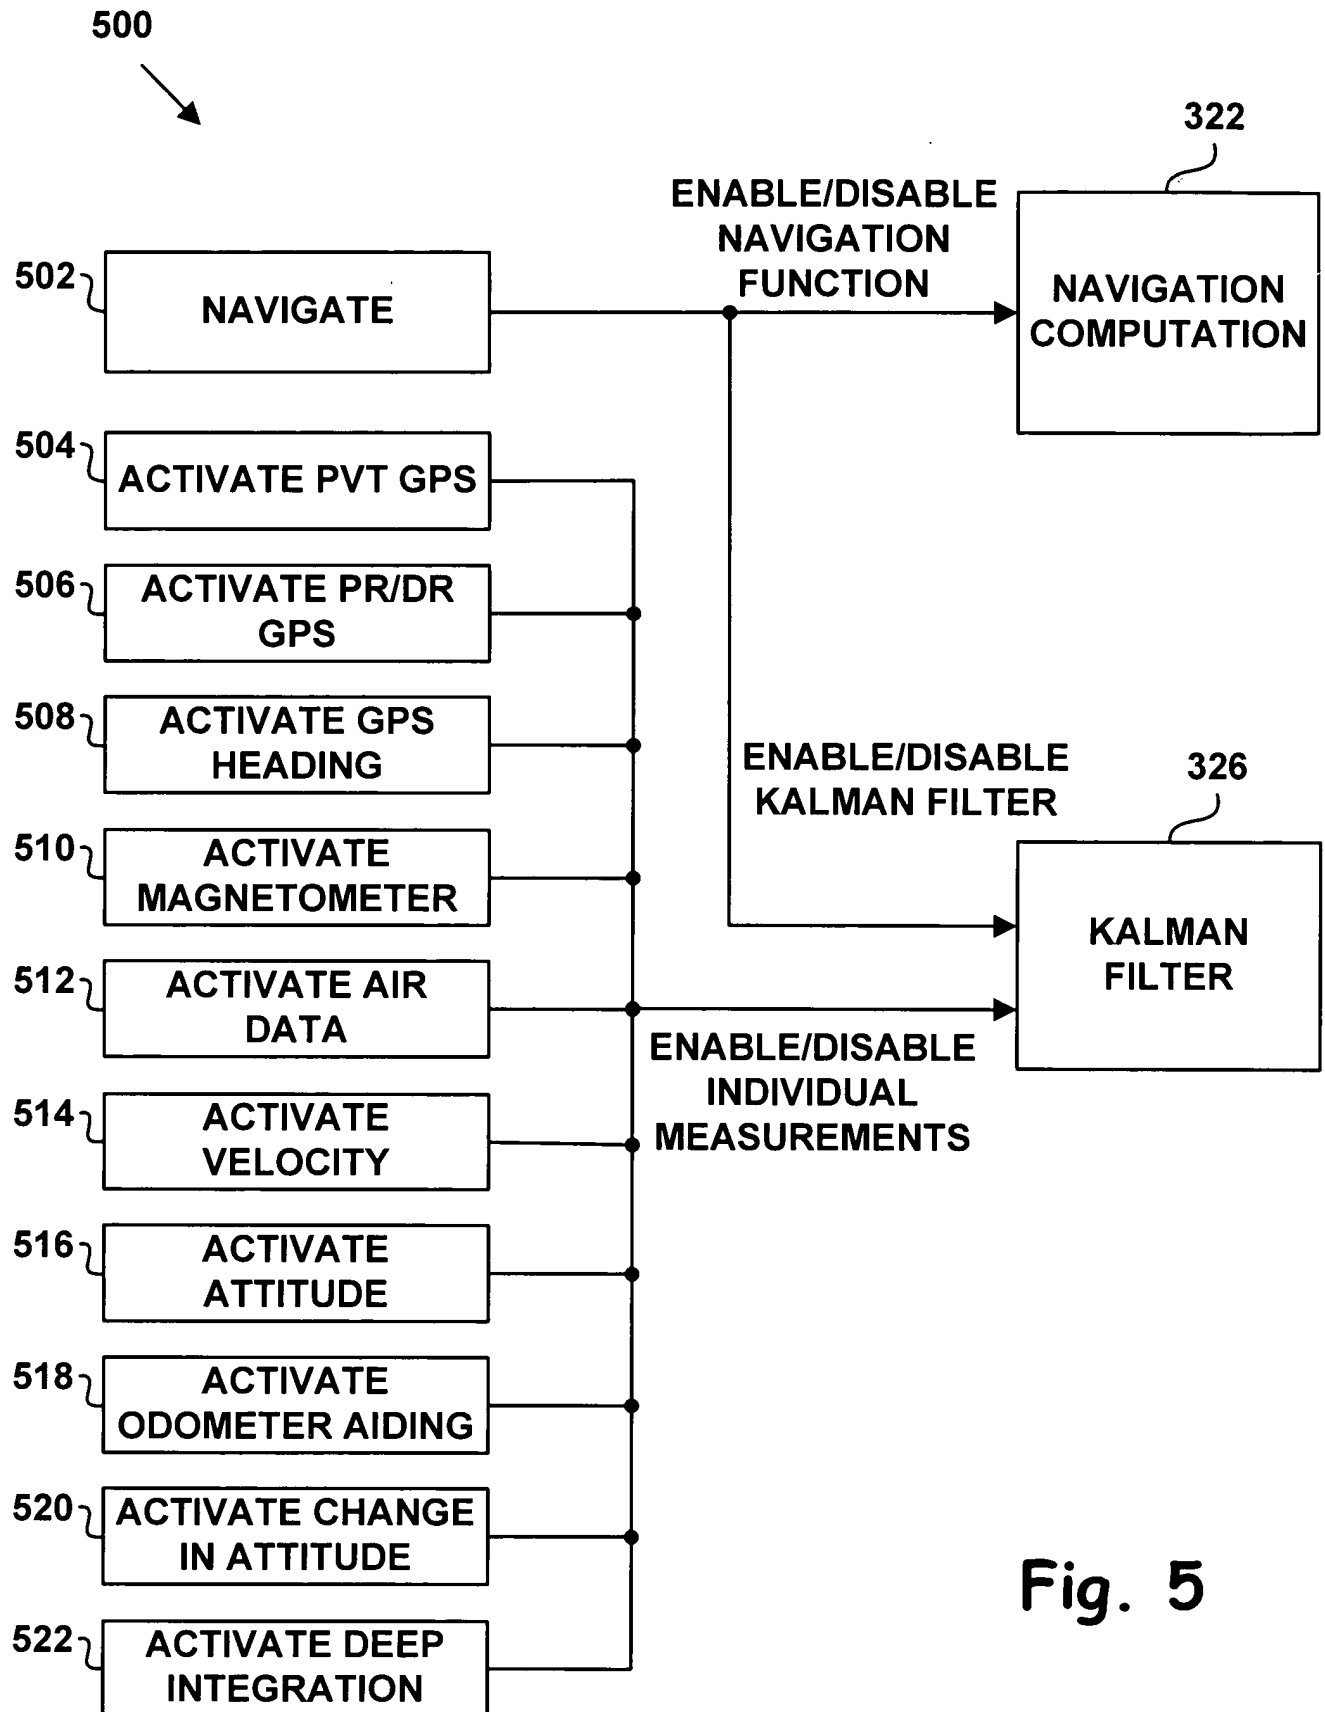 500
322
ENABLE/DISABLE
NAVIGATION
FUNCTION
502
NAVIGATE
NAVIGATION
COMPUTATION
504
ACTIVATE PVT GPS
506
ACTIVATE PR/DR
GPS
508
ACTIVATE GPS
HEADING
ENABLE/DISABLE
KALMAN FILTER
326
510
ACTIVATE
MAGNETOMETER
KALMAN
FILTER
512
ACTIVATE AIR
DATA
ENABLE/DISABLE
INDIVIDUAL
MEASUREMENTS
514
ACTIVATE
VELOCITY
516
ACTIVATE
ATTITUDE
518
ACTIVATE
ODOMETER AIDING
520
ACTIVATE CHANGE
IN ATTITUDE
522
ACTIVATE DEEP
INTEGRATION
Fig. 5